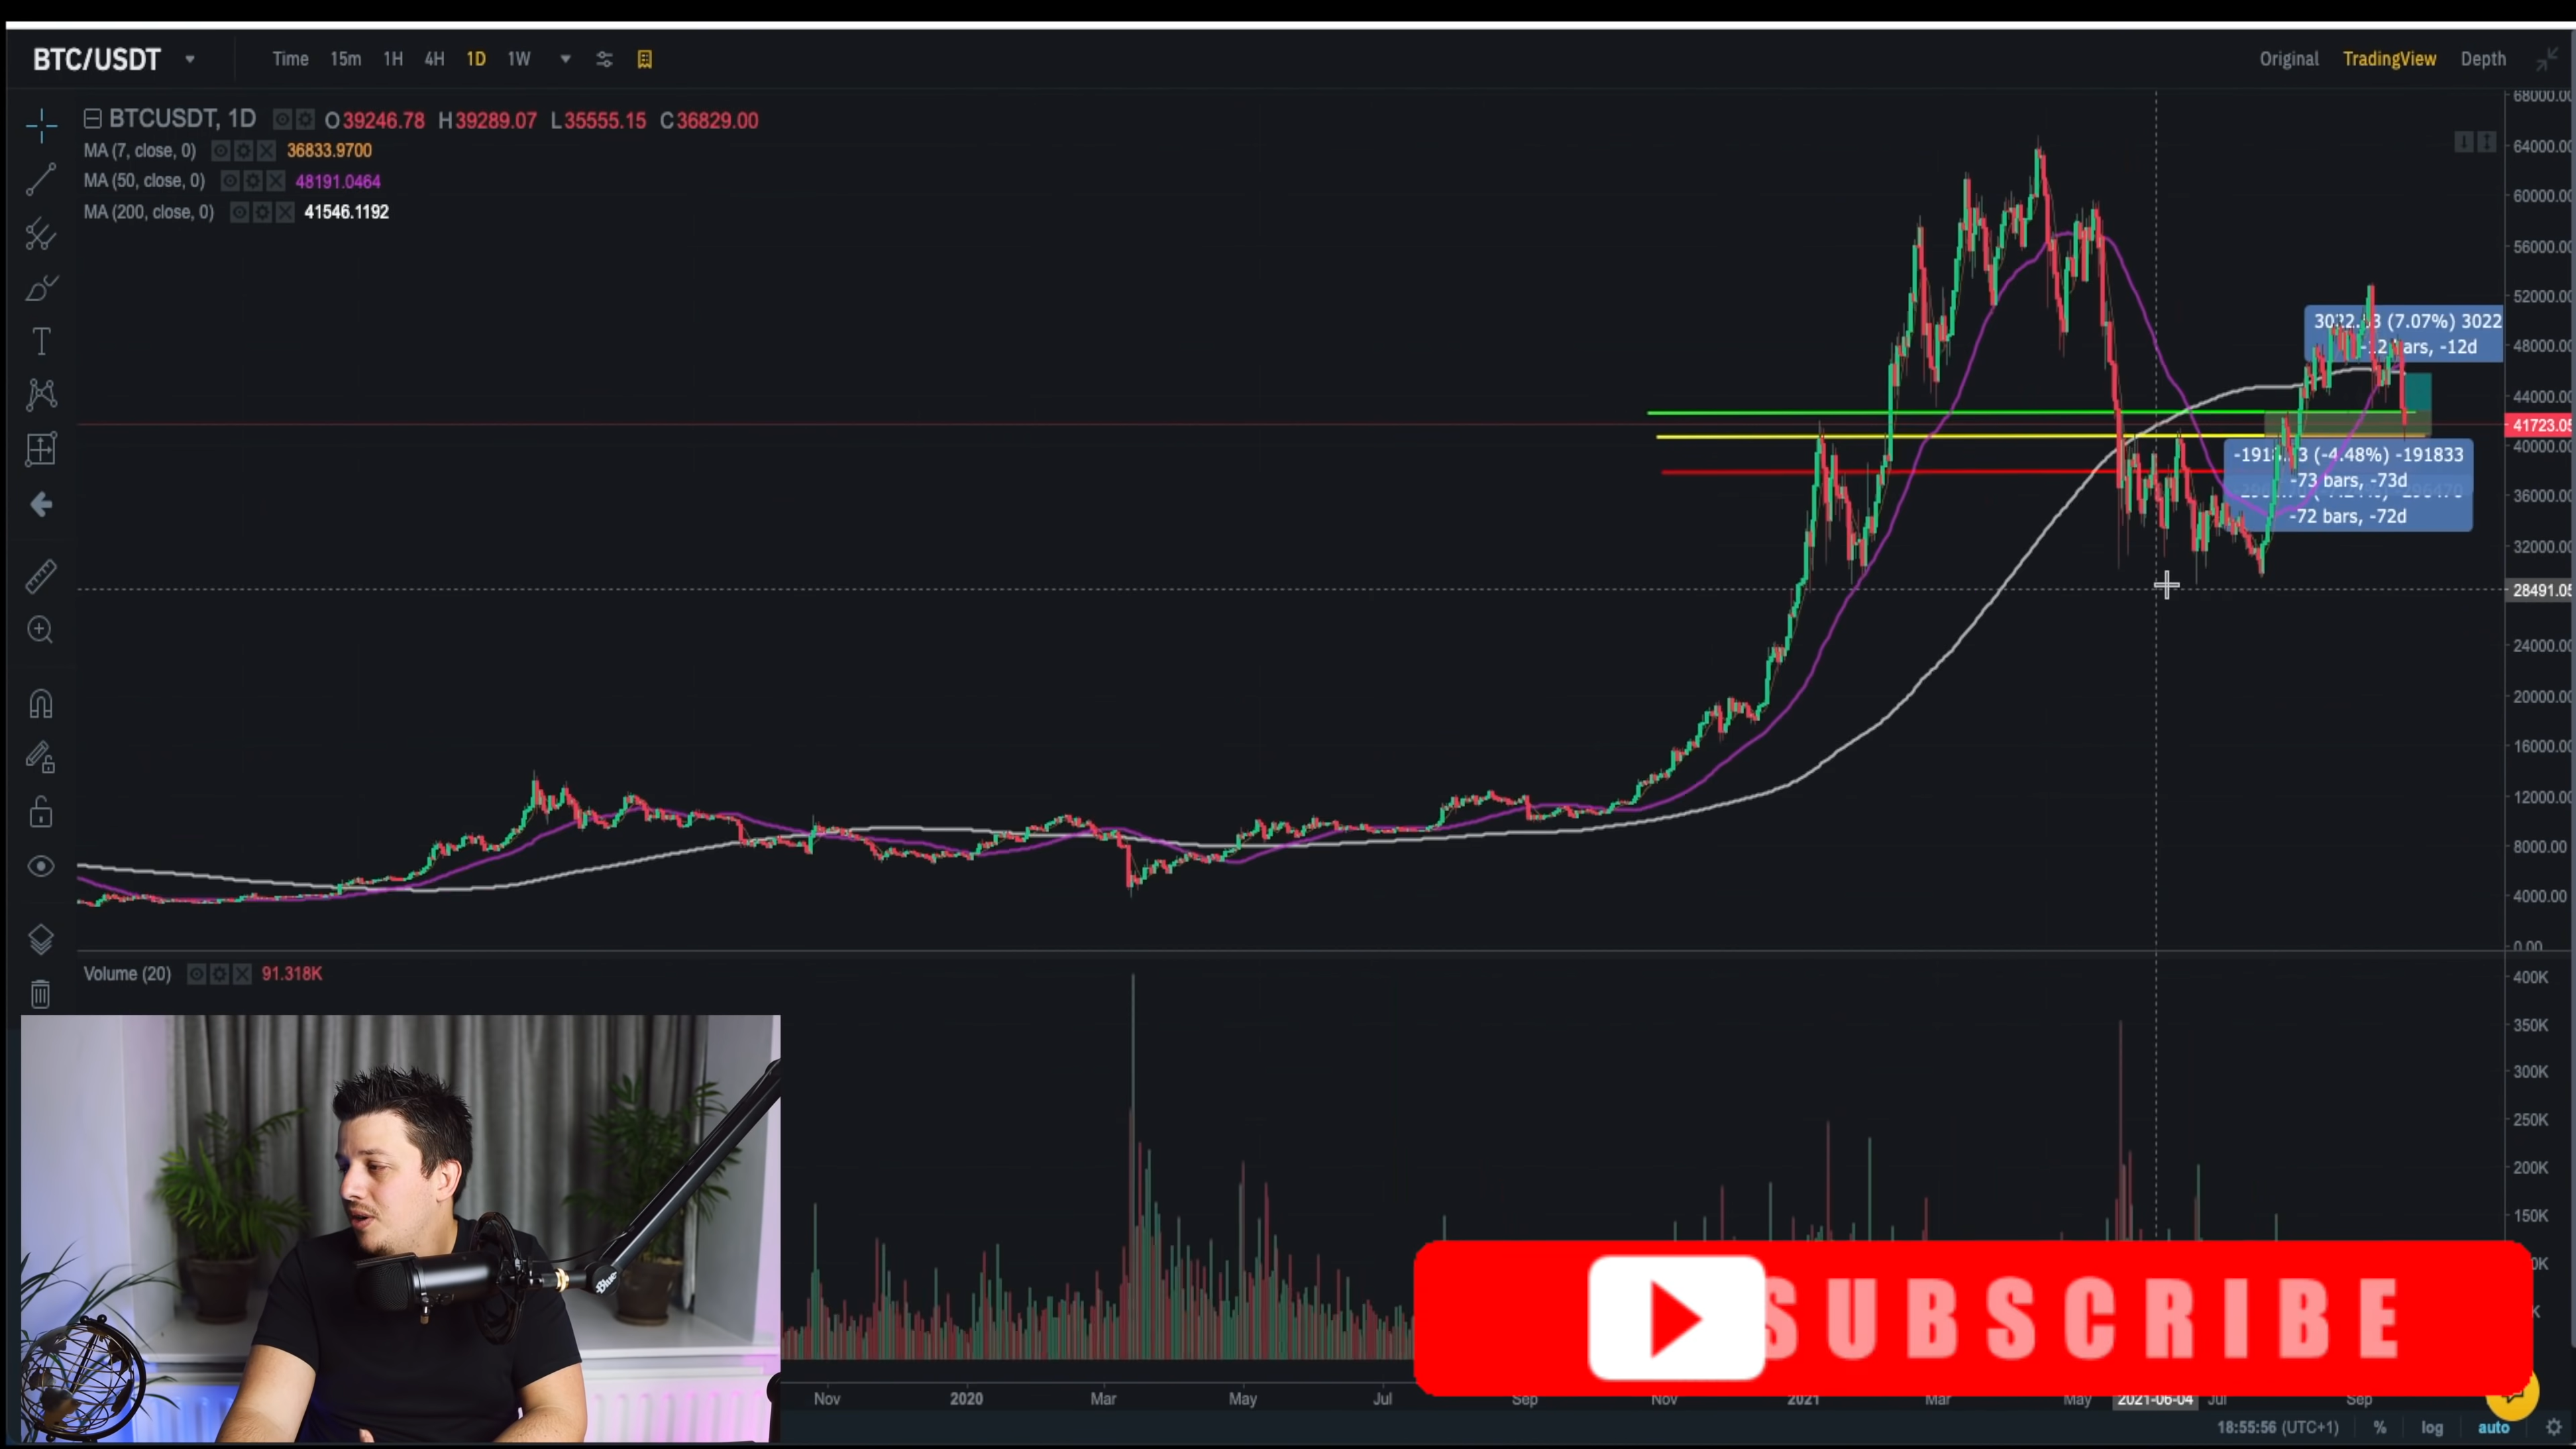 BTC/USDT Time 15m 1H 4H 1D 1W Original TradingView Depth
BTCUSDT, 1D O39246.78 H39289.07 L35555.15 C36829.00
MA (7, close, 0) 36833.9700
MA (50, close, 0) 48191.0464
MA (200, close, 0) 41546.1192
68000.00
64000.00
60000.00
56000.00
52000.00
(7.07%) 3022
-12d
48000.00
44000.00
41723.05
40000.00
(-4.48%) -191833
-73 bars, -73d
36000.00
-72 bars, -72d
32000.00
28491.05
24000.00
20000.00
16000.00
12000.00
8000.00
4000.00
0.00
Volume (20) 91.318K
400K
350K
300K
250K
200K
150K
SUBSCRIBE
Blue
Nov 2020 Mar May Jul Sep Nov 2021 Mar May 2021-06-04 Jul Sep
18:55:56 (UTC+1) % log auto